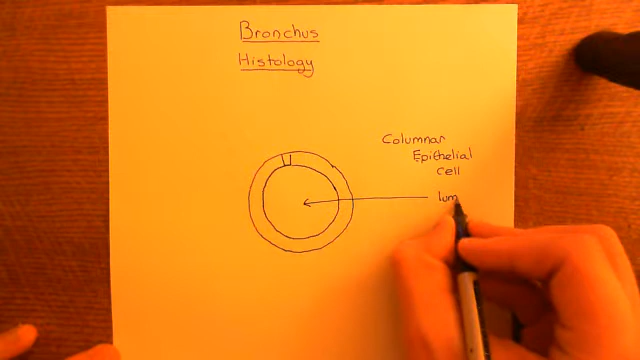 Bronchus
Histology
Columnar
Epithelial
cell
lum